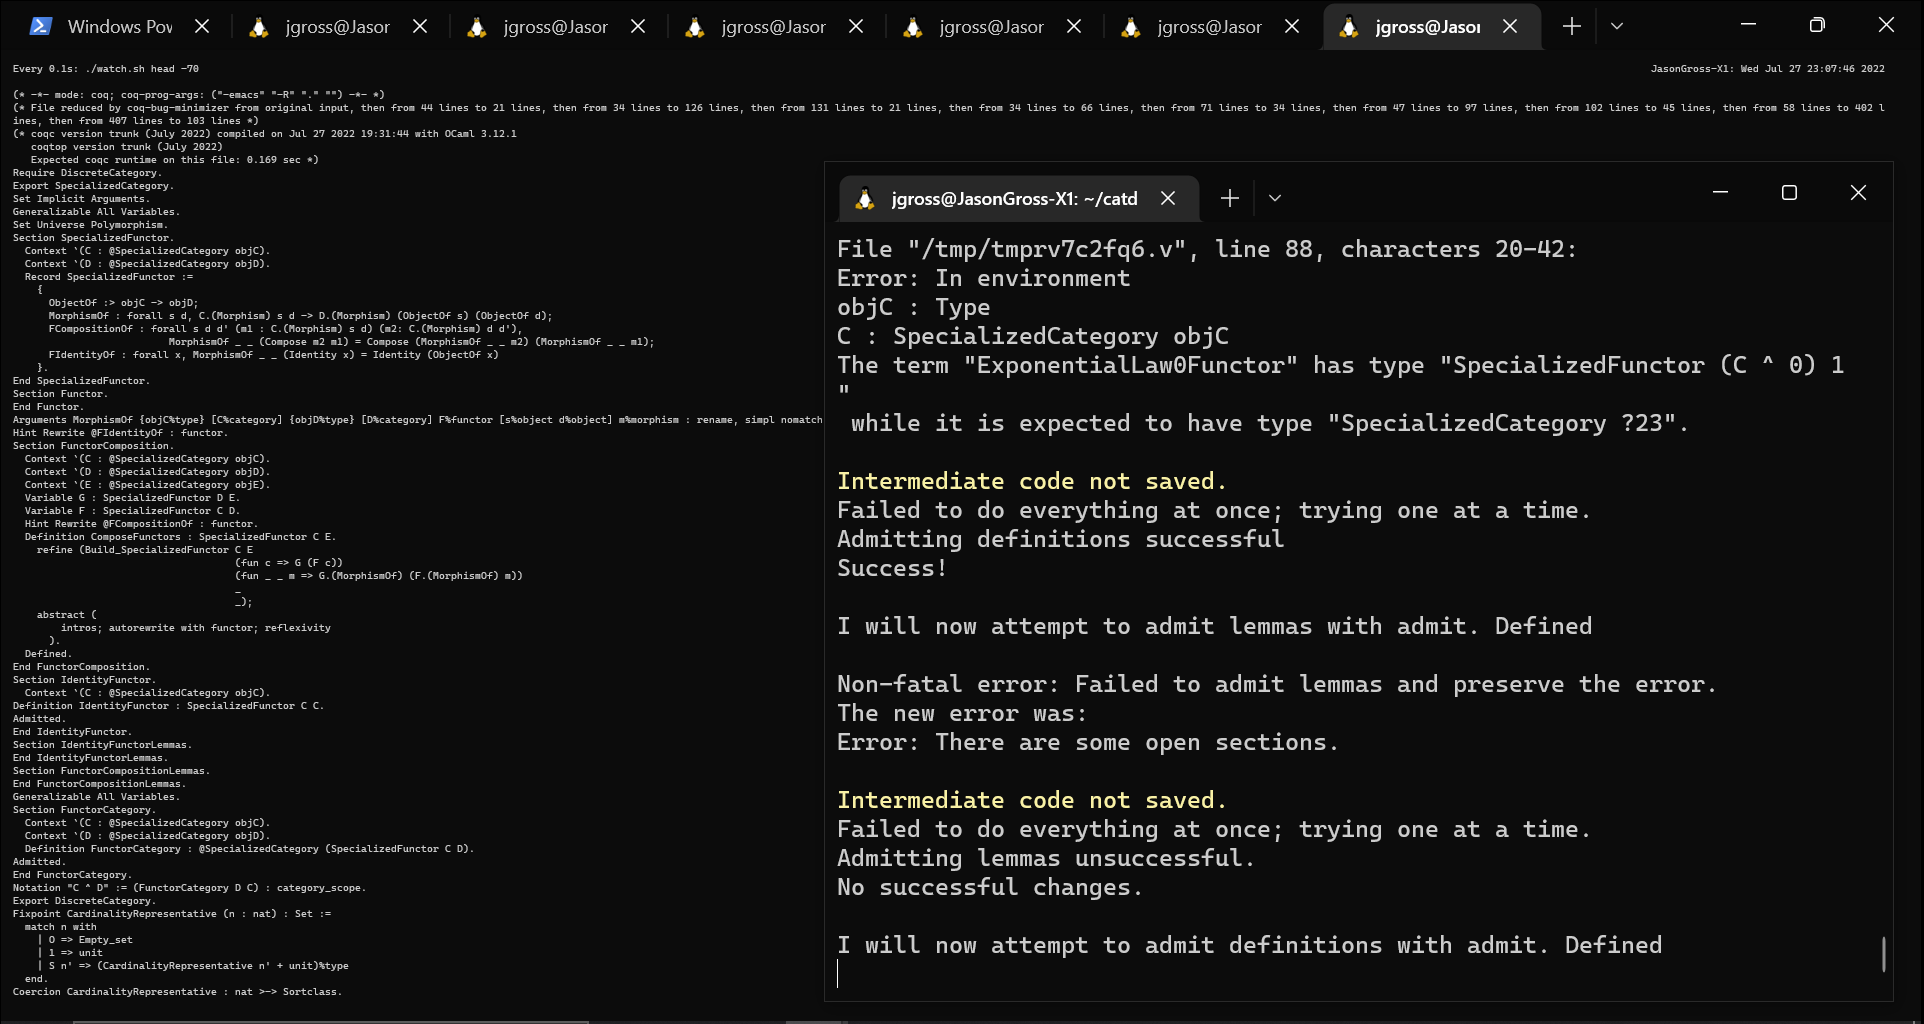 Windows Pow
jgross@Jasor
jgross@Jasor
jgross@Jasor
jgross@Jasor
jgross@Jasor
jgross@Jasor
Every 0.1s: ./watch.sh head -70
JasonGross-X1: Wed Jul 27 23:07:46 2022
(* -*- mode: coq; coq-prog-args: ("-emacs" "-R" "." "") -*- *)
(* File reduced by coq-bug-minimizer from original input, then from 44 lines to 21 lines, then from 34 lines to 126 lines, then from 131 lines to 21 lines, then from 34 lines to 66 lines, then from 71 lines to 34 lines, then from 47 lines to 97 lines, then from 102 lines to 45 lines, then from 58 lines to 402 l
ines, then from 407 lines to 103 lines *)
(* coqc version trunk (July 2022) compiled on Jul 27 2022 19:31:44 with OCaml 3.12.1
   coqtop version trunk (July 2022)
   Expected coqc runtime on this file: 0.169 sec *)
Require DiscreteCategory.
Export SpecializedCategory.
Set Implicit Arguments.
Generalizable All Variables.
Set Universe Polymorphism.
Section SpecializedFunctor.
  Context `(C : @SpecializedCategory objC).
  Context `(D : @SpecializedCategory objD).
  Record SpecializedFunctor :=
    {
      ObjectOf :> objC -> objD;
      MorphismOf : forall s d, C.(Morphism) s d -> D.(Morphism) (ObjectOf s) (ObjectOf d);
      FCompositionOf : forall s d d' (m1 : C.(Morphism) s d) (m2: C.(Morphism) d d'),
                          MorphismOf _ _ (Compose m2 m1) = Compose (MorphismOf _ _ m2) (MorphismOf _ _ m1);
      FIdentityOf : forall x, MorphismOf _ _ (Identity x) = Identity (ObjectOf x)
    }.
End SpecializedFunctor.
Section Functor.
End Functor.
Arguments MorphismOf {objC%type} [C%category] {objD%type} [D%category] F%functor [s%object d%object] m%morphism : rename, simpl nomatch
Hint Rewrite @FIdentityOf : functor.
Section FunctorComposition.
  Context `(C : @SpecializedCategory objC).
  Context `(D : @SpecializedCategory objD).
  Context `(E : @SpecializedCategory objE).
  Variable G : SpecializedFunctor D E.
  Variable F : SpecializedFunctor C D.
  Hint Rewrite @FCompositionOf : functor.
  Definition ComposeFunctors : SpecializedFunctor C E.
    refine (Build_SpecializedFunctor C E
                                     (fun c => G (F c))
                                     (fun _ _ m => G.(MorphismOf) (F.(MorphismOf) m))
                                     _
                                     _);
    abstract (
        intros; autorewrite with functor; reflexivity
      ).
  Defined.
End FunctorComposition.
Section IdentityFunctor.
  Context `(C : @SpecializedCategory objC).
Definition IdentityFunctor : SpecializedFunctor C C.
Admitted.
End IdentityFunctor.
Section IdentityFunctorLemmas.
End IdentityFunctorLemmas.
Section FunctorCompositionLemmas.
End FunctorCompositionLemmas.
Generalizable All Variables.
Section FunctorCategory.
  Context `(C : @SpecializedCategory objC).
  Context `(D : @SpecializedCategory objD).
  Definition FunctorCategory : @SpecializedCategory (SpecializedFunctor C D).
Admitted.
End FunctorCategory.
Notation "C ^ D" := (FunctorCategory D C) : category_scope.
Export DiscreteCategory.
Fixpoint CardinalityRepresentative (n : nat) : Set :=
  match n with
    | O => Empty_set
    | 1 => unit
    | S n' => (CardinalityRepresentative n' + unit)%type
  end.
Coercion CardinalityRepresentative : nat >-> Sortclass.
jgross@JasonGross-X1: ~/catd
File "/tmp/tmprv7c2fq6.v", line 88, characters 20-42:
Error: In environment
objC : Type
C : SpecializedCategory objC
The term "ExponentialLaw0Functor" has type "SpecializedFunctor (C ^ 0) 1
"
 while it is expected to have type "SpecializedCategory ?23".
Intermediate code not saved.
Failed to do everything at once; trying one at a time.
Admitting definitions successful
Success!
I will now attempt to admit lemmas with admit. Defined
Non-fatal error: Failed to admit lemmas and preserve the error.
The new error was:
Error: There are some open sections.
Intermediate code not saved.
Failed to do everything at once; trying one at a time.
Admitting lemmas unsuccessful.
No successful changes.
I will now attempt to admit definitions with admit. Defined